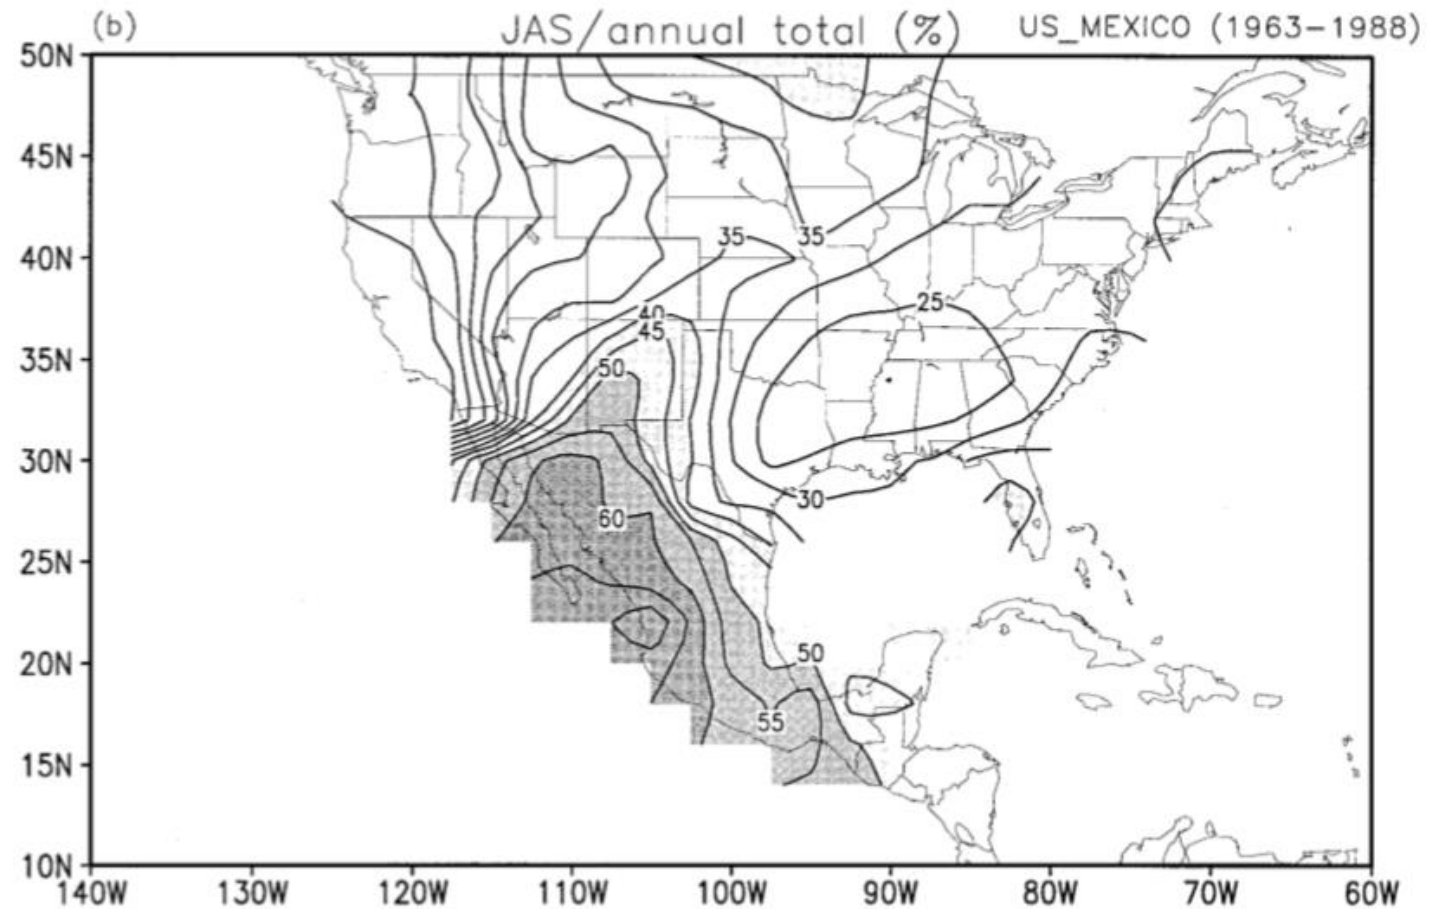 (b) JAS/annual total (%) US_MEXICO (1963–1988)
50N
45N
40N
35N
30N
25N
20N
15N
10N
35 35
25
40
45
50
30
60
50
55
140W 130W 120W 110W 100W 90W 80W 70W 60W